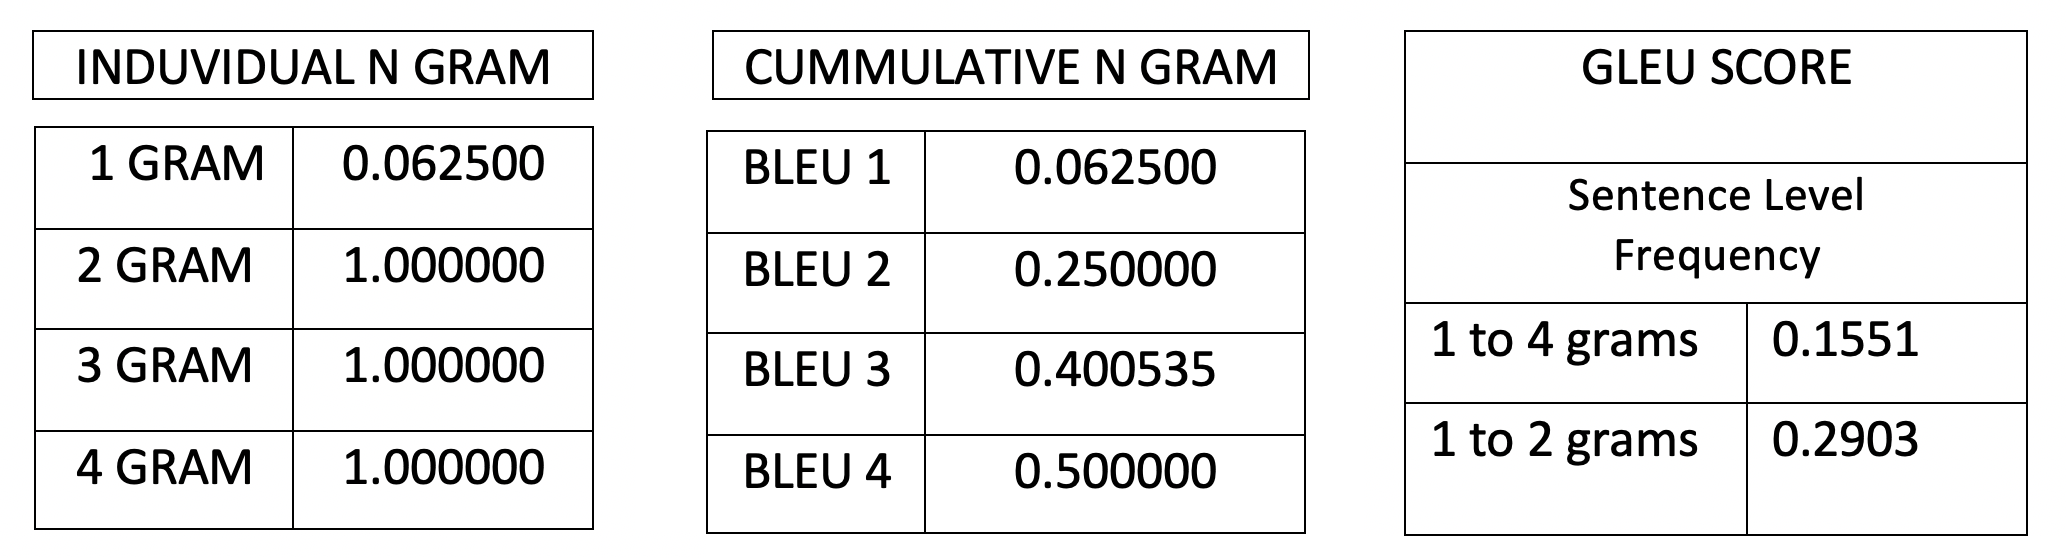 INDUVIDUAL N GRAM
1 GRAM 0.062500
2 GRAM 1.000000
3 GRAM 1.000000
4 GRAM 1.000000
CUMMULATIVE N GRAM
BLEU 1 0.062500
BLEU 2 0.250000
BLEU 3 0.400535
BLEU 4 0.500000
GLEU SCORE
Sentence Level
Frequency
1 to 4 grams 0.1551
1 to 2 grams 0.2903